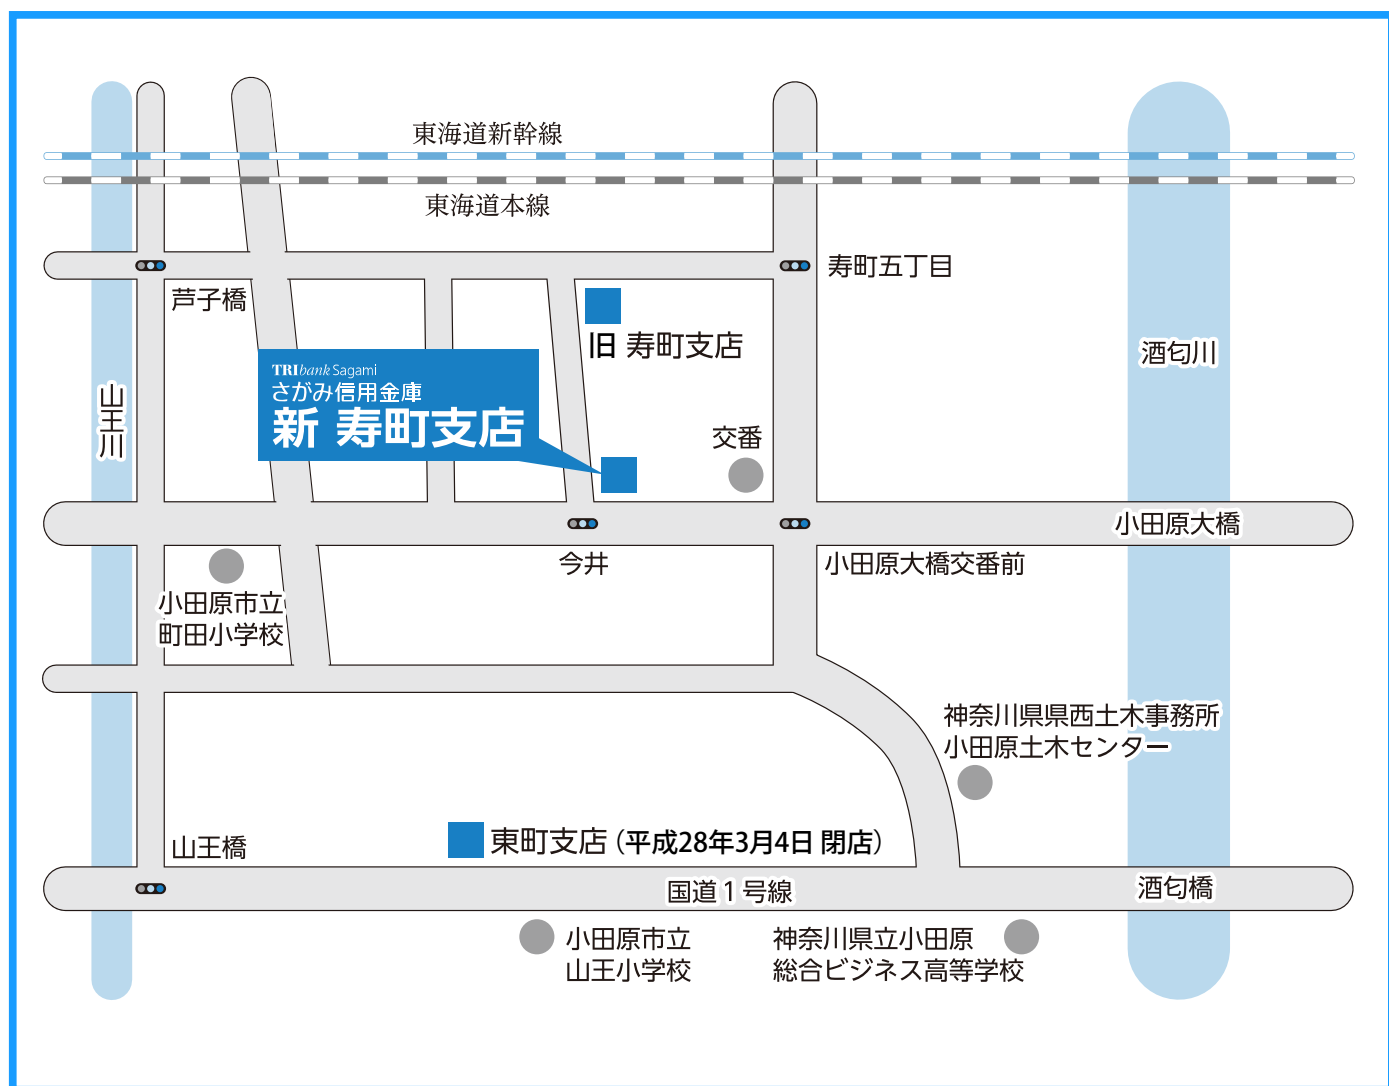 東海道新幹線
東海道本線
寿町五丁目
芦子橋
旧 寿町支店
酒匂川
TRIbank Sagami
さがみ信用金庫
新 寿町支店
山王川
交番
小田原大橋
今井
小田原大橋交番前
小田原市立
町田小学校
神奈川県県西土木事務所
小田原土木センター
山王橋
東町支店（平成28年3月4日 閉店）
国道1号線
酒匂橋
小田原市立
山王小学校
神奈川県立小田原
総合ビジネス高等学校